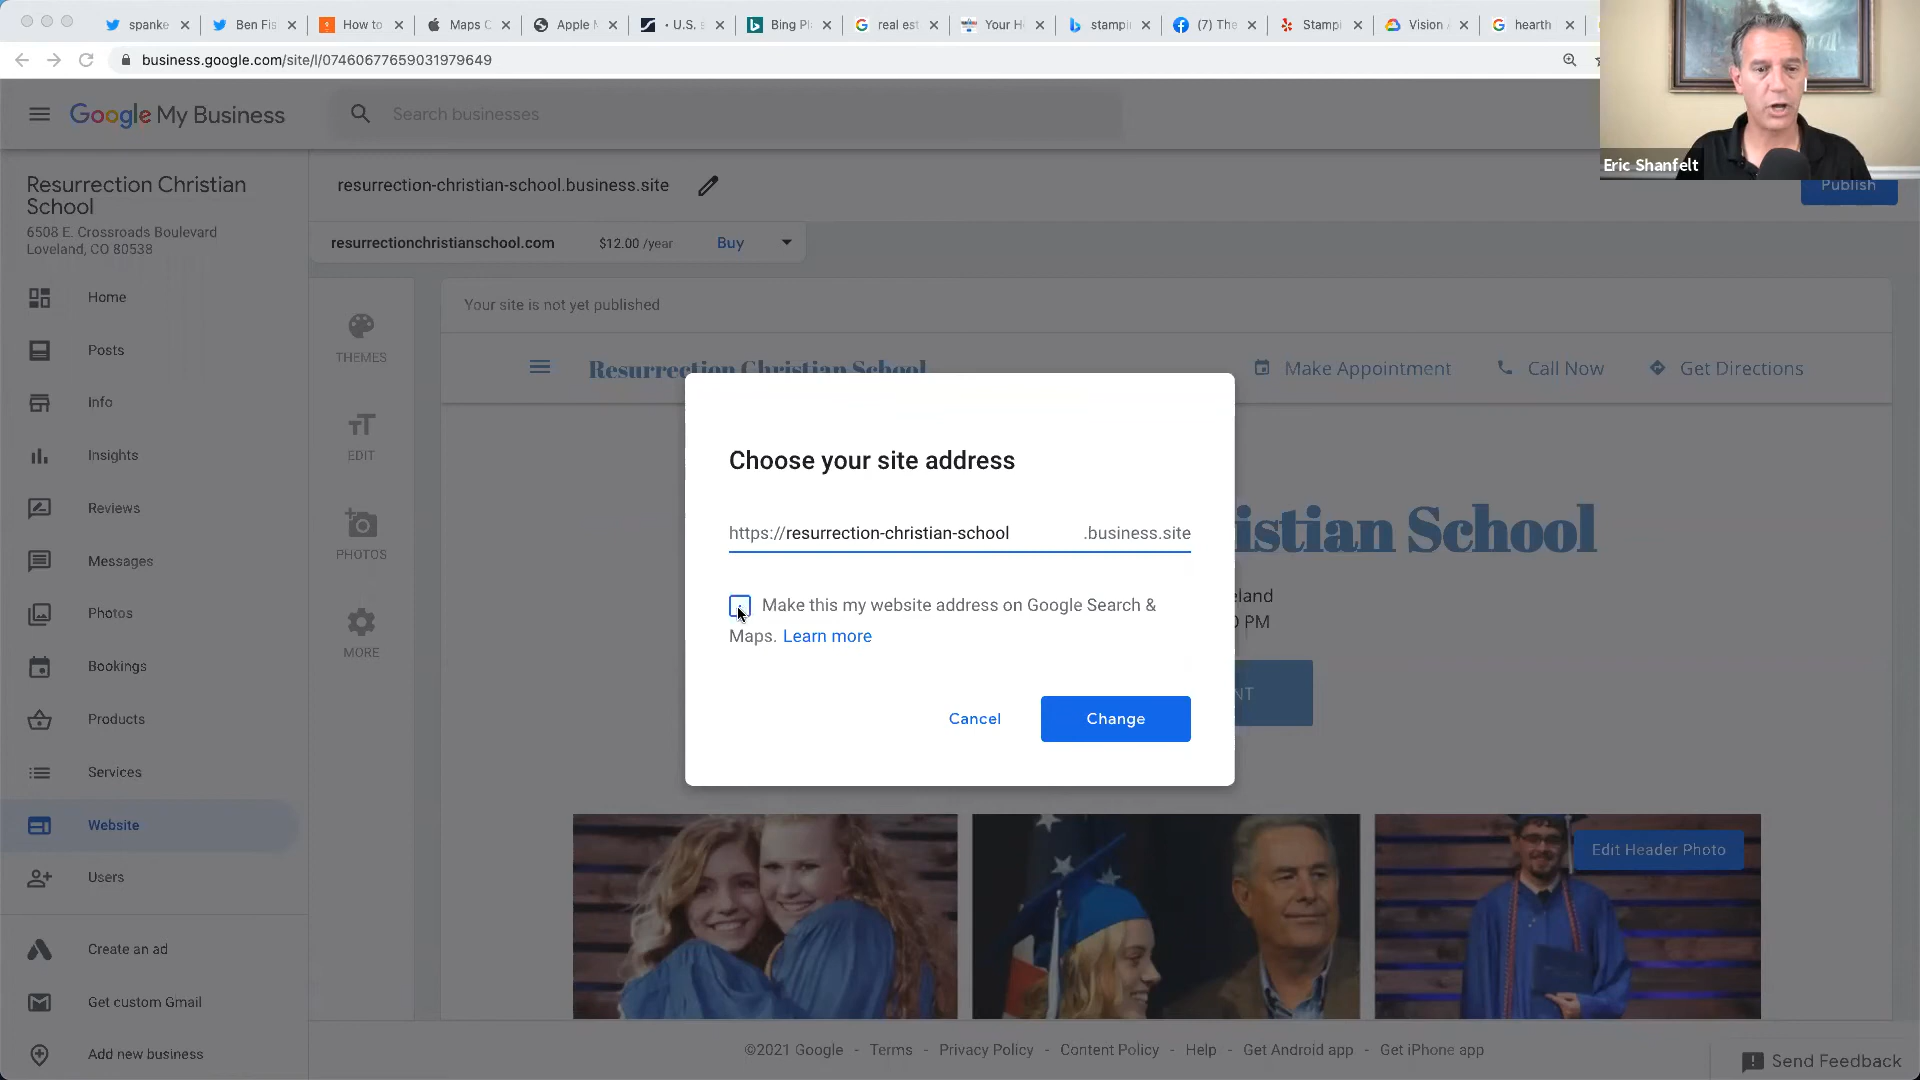 spanke
Ben Fis
How to
Maps C
Apple M
• U.S. s
Bing Pl
real est
Your H
stampi
(7) The
Stampi
Vision A
hearth
business.google.com/site/l/07460677659031979649
Google My Business
Search businesses
Eric Shanfelt
Resurrection Christian
School
6508 E. Crossroads Boulevard
Loveland, CO 80538
resurrection-christian-school.business.site
Publish
resurrectionchristianschool.com
$12.00 /year
Buy
Home
Posts
Info
Insights
Reviews
Messages
Photos
Bookings
Products
Services
Website
Users
Create an ad
Get custom Gmail
Add new business
THEMES
EDIT
PHOTOS
MORE
Your site is not yet published
Resurrection Christian School
Make Appointment
Call Now
Get Directions
Choose your site address
https://resurrection-christian-school
.business.site
Make this my website address on Google Search &
Maps. Learn more
Cancel
Change
istian School
eland
PM
NT
Edit Header Photo
©2021 Google - Terms - Privacy Policy - Content Policy - Help - Get Android app - Get iPhone app
Send Feedback